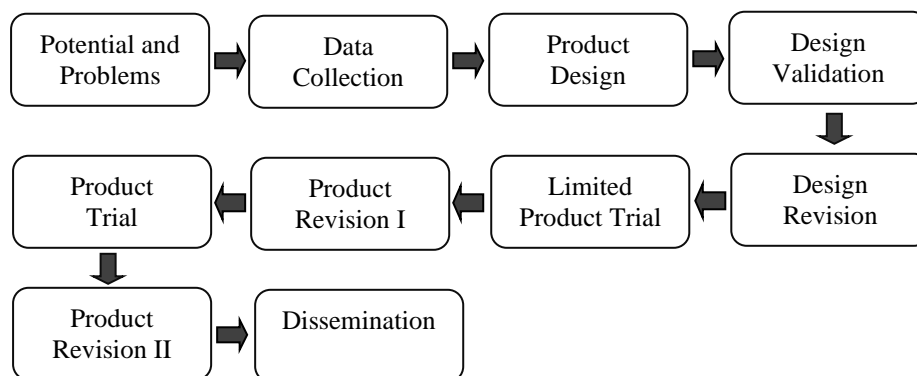 Potential and
Problems
Data
Collection
Product
Design
Design
Validation
Design
Revision
Limited
Product Trial
Product
Revision I
Product
Trial
Product
Revision II
Dissemination